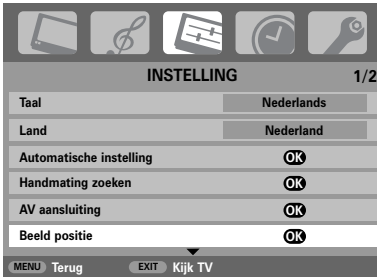 INSTELLING 1/2
Taal Nederlands
Land Nederland
Automatische instelling OK
Handmating zoeken OK
AV aansluiting OK
Beeld positie OK
MENU Terug EXIT Kijk TV